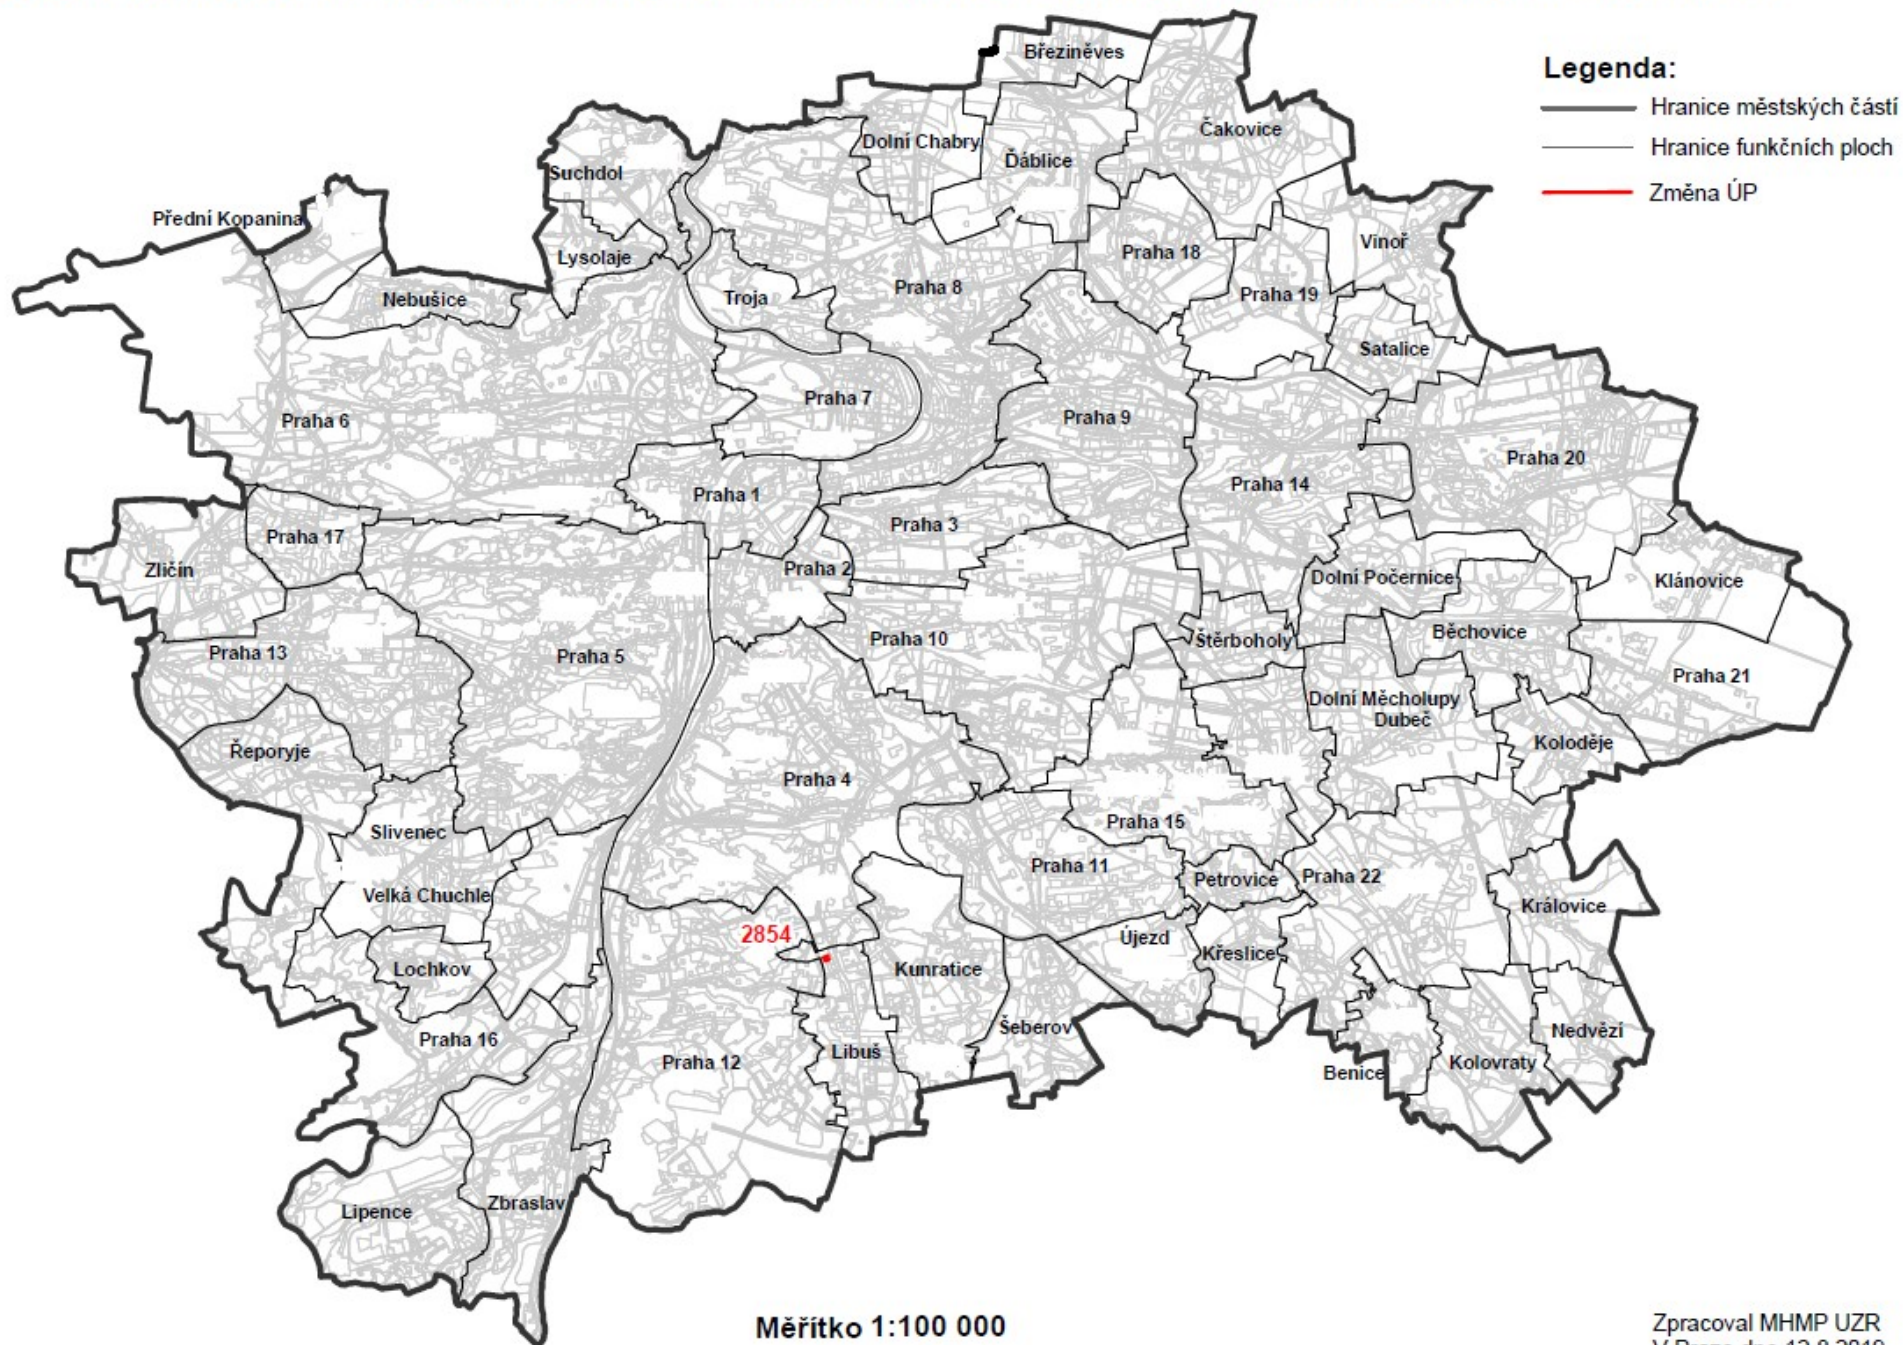 Březiněves
Legenda:
Hranice městských částí
Hranice funkčních ploch
Změna ÚP
Čakovice
Dolní Chabry
Ďáblice
Suchdol
Přední Kopanina
Lysolaje
Vinoř
Praha 18
Nebušice
Troja
Praha 8
Praha 19
Satalice
Praha 7
Praha 6
Praha 9
Praha 20
Praha 14
Praha 1
Praha 3
Praha 17
Zličín
Praha 2
Dolní Počernice
Klánovice
Praha 10
Štěrboholy
Běchovice
Praha 13
Praha 5
Praha 21
Dolní Měcholupy
Dubeč
Řeporyje
Koloděje
Praha 4
Slivenec
Praha 15
Praha 11
Petrovice
Praha 22
Velká Chuchle
Královice
2854
Újezd
Křeslice
Lochkov
Kunratice
Šeberov
Nedvězí
Praha 16
Libuš
Praha 12
Benice
Kolovraty
Lipence
Zbraslav
Měřítko 1:100 000
Zpracoval MHMP UZR